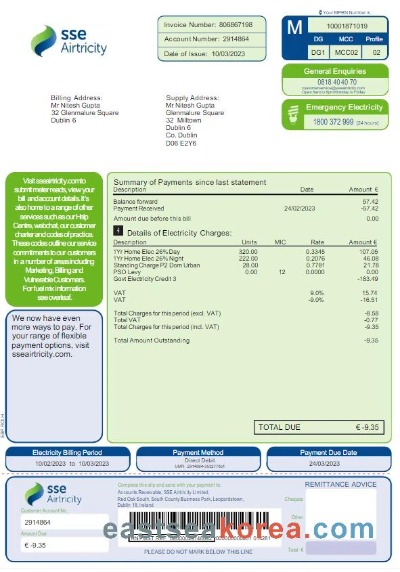 sse
Airtricity
Invoice Number: 806867198
Account Number: 2914864
Date of Issue: 10/03/2023
Your MPRN Number is
M
10001871019
DG MCC Profile
DG1 MCC02 02
General Enquiries
0818 40 40 70
Emergency Electricity
1800 372 999 (24 hours)
Billing Address:
Mr Nitesh Gupta
32 Glenmalure Square
Dublin 6
Supply Address:
Mr Nitesh Gupta
Glenmalure Square
32 Milltown
Dublin 6
Co. Dublin
D06 E2Y6
Visit sseairtricity.com to
submit meter reads, view your
bill and account details. It's
also home to a range of other
services such as our Help
Centre, webchat, our customer
charter and codes of practice.
These codes outline our service
commitments to our customers
in a number of areas including
Marketing, Billing and
Vulnerable Customers.
For fuel mix information
see overleaf.
We now have even
more ways to pay. For
your range of flexible
payment options, visit
sseairtricity.com.
Summary of Payments since last statement
Description Date Amount €
Balance forward 57.42
Payment Received 24/02/2023 -57.42
Amount due before this bill 0.00
Details of Electricity Charges:
Description Units MIC Rate Amount €
1Yr Home Elec 26% Day 320.00 0.3345 107.05
1Yr Home Elec 26% Night 222.00 0.2076 46.08
Standing Charge P2 Dom Urban 28.00 0.7781 21.78
PSO Levy 0.00 12 0.0000 0.00
Govt Electricity Credit 3 -183.49
VAT 9.0% 15.74
VAT -9.0% -16.51
Total Charges for this period (excl. VAT) -8.58
Total VAT -0.77
Total Charges for this period (incl. VAT) -9.35
Total Amount Outstanding -9.35
TOTAL DUE € -9.35
Electricity Billing Period
10/02/2023 to 10/03/2023
Payment Method
Direct Debit
Payment Due Date
24/03/2023
sse
Airtricity
Customer Account No.
2914864
Amount Due
€ -9.35
Complete this slip and return with your payment to:
Accounts Receivable, SSE Airtricity Limited,
Red Oak South, South County Business Park, Leopardstown,
Dublin 18, Ireland
REMITTANCE ADVICE
Cheques
Other
Total €
PLEASE DO NOT MARK BELOW THIS LINE
easiseakorea.com